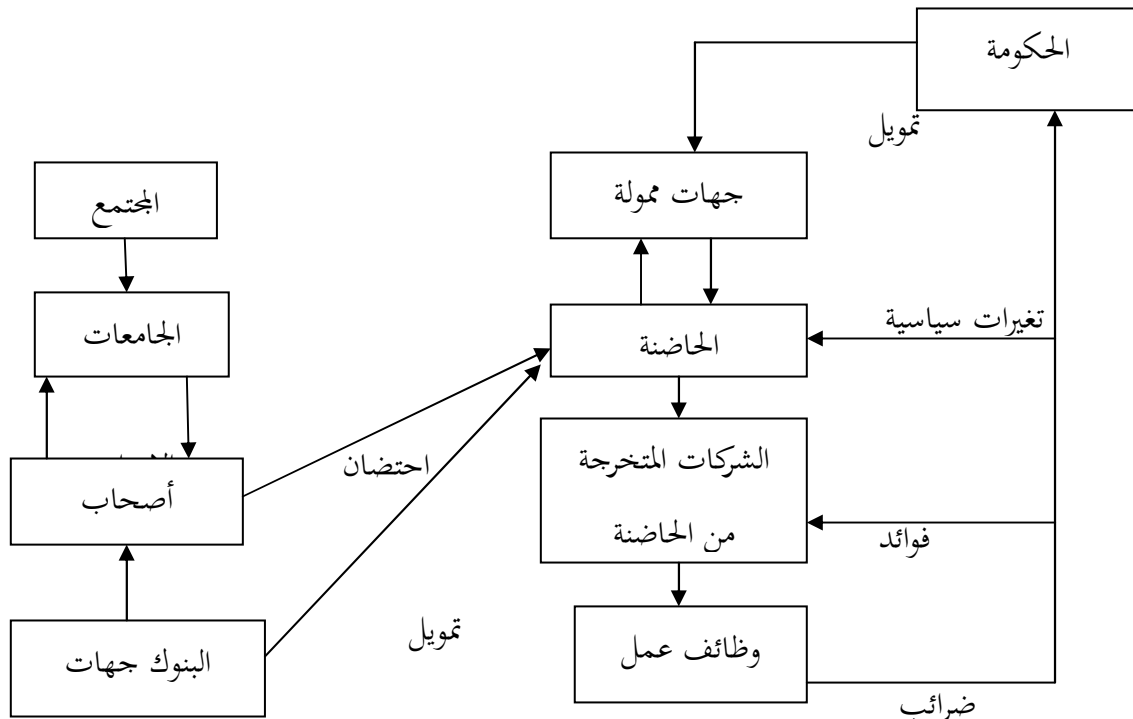 الحكومة
تمويل
جهات ممولة
المجتمع
الجامعات
الحاضنة
تغيرات سياسية
احتضان
أصحاب
الشركات المتخرجة
من الحاضنة
فوائد
تمويل
البنوك جهات
وظائف عمل
ضرائب